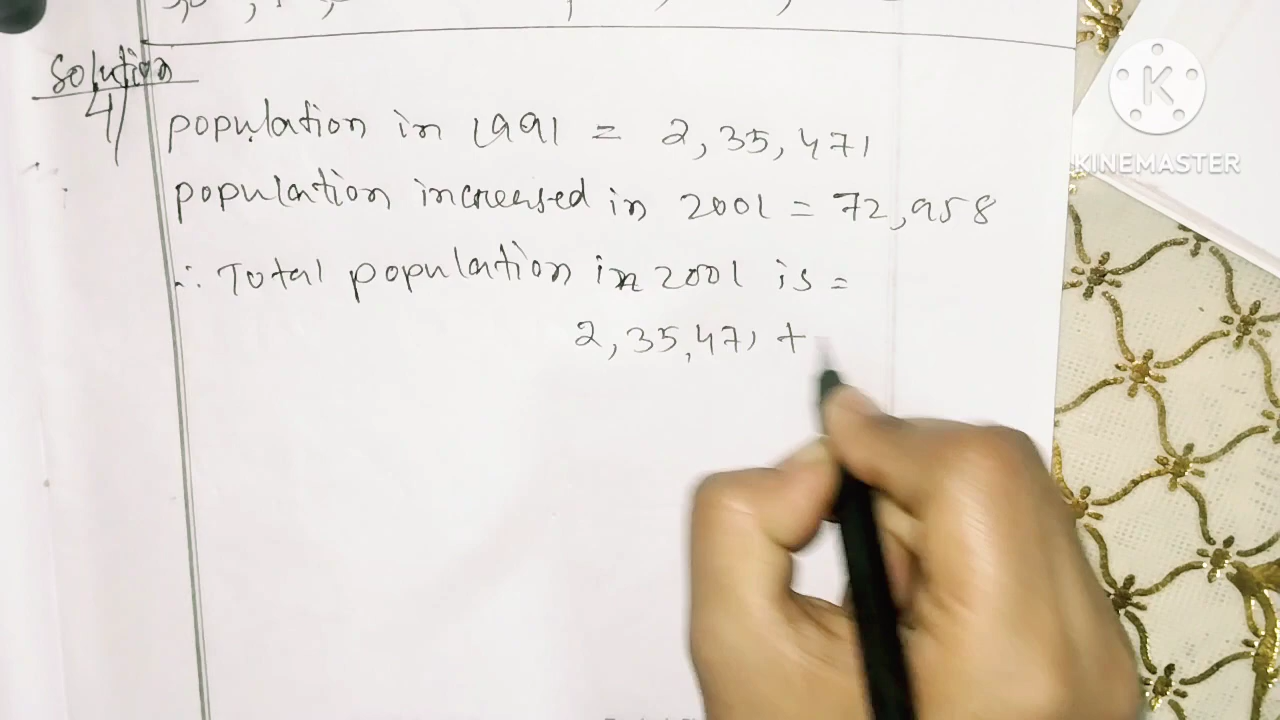 Solution
4) population in 1991 = 2,35,471
population increased in 2001 = 72,958
∴ Total population in 2001 is =
2,35,471 +
K
KINEMASTER